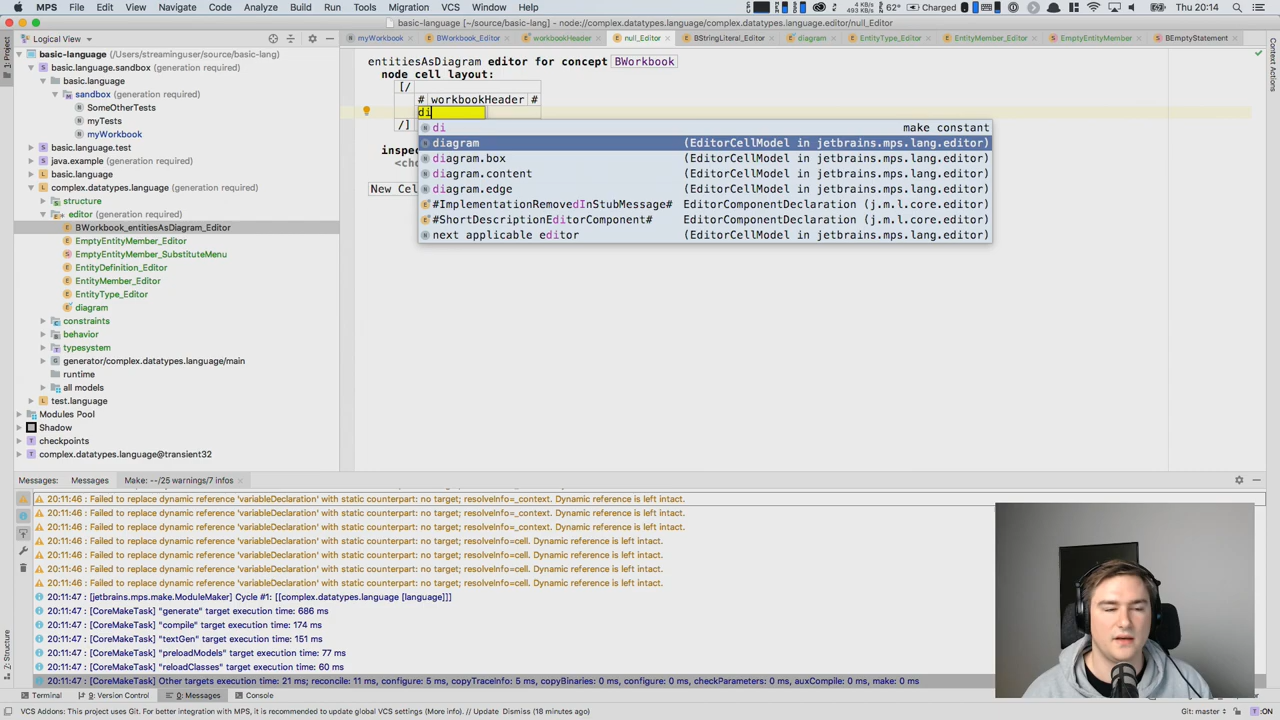 MPS File Edit View Navigate Code Analyze Build Run Tools Migration VCS Window Help 4 KB/s 493 KB/s 62° Charged Thu 20:14
basic-language [~/source/basic-lang] - node://complex.datatypes.language/complex.datatypes.language.editor/null_Editor
Logical View
myWorkbook BWorkbook_Editor workbookHeader null_Editor BStringLiteral_Editor diagram EntityType_Editor EntityMember_Editor EmptyEntityMember BEmptyStatement
1: Project
Context Actions
basic-language (/Users/streaminguser/source/basic-lang)
basic.language.sandbox (generation required)
basic.language
sandbox (generation required)
SomeOtherTests
myTests
myWorkbook
basic.language.test
java.example (generation required)
basic.language
complex.datatypes.language (generation required)
structure
editor (generation required)
BWorkbook_entitiesAsDiagram_Editor
EmptyEntityMember_Editor
EmptyEntityMember_SubstituteMenu
EntityDefinition_Editor
EntityMember_Editor
EntityType_Editor
diagram
constraints
behavior
typesystem
generator/complex.datatypes.language/main
runtime
all models
test.language
Modules Pool
Shadow
checkpoints
complex.datatypes.language@transient32
entitiesAsDiagram editor for concept BWorkbook
node cell layout:
[/
# workbookHeader #
di
/]
inspe
<cho
New Cel
di make constant
diagram (EditorCellModel in jetbrains.mps.lang.editor)
diagram.box (EditorCellModel in jetbrains.mps.lang.editor)
diagram.content (EditorCellModel in jetbrains.mps.lang.editor)
diagram.edge (EditorCellModel in jetbrains.mps.lang.editor)
#ImplementationRemovedInStubMessage# EditorComponentDeclaration (j.m.l.core.editor)
#ShortDescriptionEditorComponent# EditorComponentDeclaration (j.m.l.core.editor)
next applicable editor (EditorCellModel in jetbrains.mps.lang.editor)
Messages: Messages Make: --/25 warnings/7 infos
20:11:46 : Failed to replace dynamic reference 'variableDeclaration' with static counterpart: no target; resolveInfo=_context. Dynamic reference is left intact.
20:11:46 : Failed to replace dynamic reference 'variableDeclaration' with static counterpart: no target; resolveInfo=_context. Dynamic reference is left intact.
20:11:46 : Failed to replace dynamic reference 'variableDeclaration' with static counterpart: no target; resolveInfo=_context. Dynamic reference is left intact.
20:11:46 : Failed to replace dynamic reference 'variableDeclaration' with static counterpart: no target; resolveInfo=cell. Dynamic reference is left intact.
20:11:46 : Failed to replace dynamic reference 'variableDeclaration' with static counterpart: no target; resolveInfo=cell. Dynamic reference is left intact.
20:11:46 : Failed to replace dynamic reference 'variableDeclaration' with static counterpart: no target; resolveInfo=cell. Dynamic reference is left intact.
20:11:46 : Failed to replace dynamic reference 'variableDeclaration' with static counterpart: no target; resolveInfo=cell. Dynamic reference is left intact.
20:11:47 : [jetbrains.mps.make.ModuleMaker] Cycle #1: [[complex.datatypes.language [language]]]
20:11:47 : [CoreMakeTask] "generate" target execution time: 686 ms
20:11:47 : [CoreMakeTask] "compile" target execution time: 174 ms
20:11:47 : [CoreMakeTask] "textGen" target execution time: 151 ms
20:11:47 : [CoreMakeTask] "preloadModels" target execution time: 77 ms
20:11:47 : [CoreMakeTask] "reloadClasses" target execution time: 60 ms
20:11:47 : [CoreMakeTask] Other targets execution time: 21 ms; reconcile: 11 ms, configure: 5 ms, copyTraceInfo: 5 ms, copyBinaries: 0 ms, configure: 0 ms, checkParameters: 0 ms, auxCompile: 0 ms, make: 0 ms
Z: Structure
Terminal 9: Version Control 0: Messages Console
VCS Addons: This project uses Git. For better integration with MPS, it is recommended to update global VCS settings (More info). // Update Dismiss (18 minutes ago) Git: master T:ON